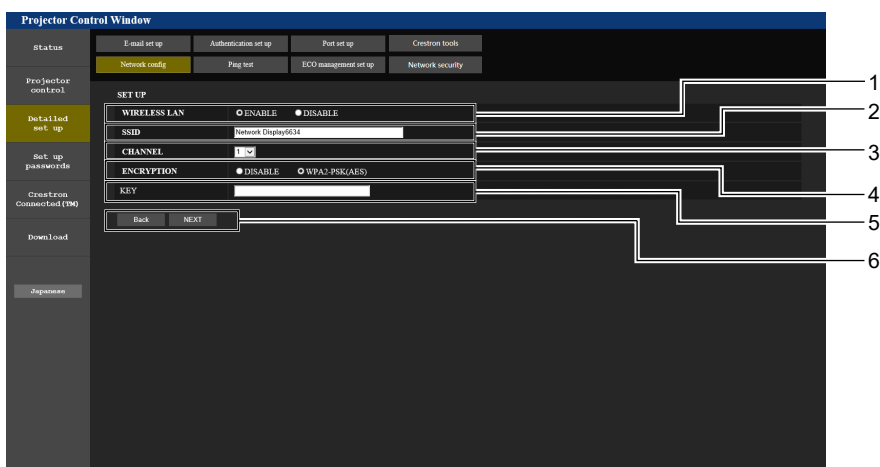 Projector Control Window
Status
E-mail set up
Authentication set up
Port set up
Crestron tools
Network config
Ping test
ECO management set up
Network security
Projector
control
Detailed
set up
Set up
passwords
Crestron
Connected(TM)
Download
Japanese
SET UP
WIRELESS LAN ENABLE DISABLE
SSID Network Display6634
CHANNEL 1
ENCRYPTION DISABLE WPA2-PSK(AES)
KEY
Back NEXT
1
2
3
4
5
6